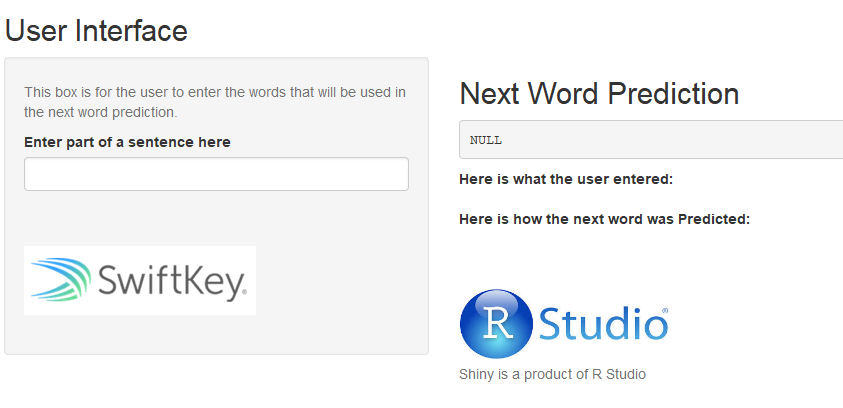 User Interface
This box is for the user to enter the words that will be used in
the next word prediction.
Enter part of a sentence here
SwiftKey®
Next Word Prediction
NULL
Here is what the user entered:
Here is how the next word was Predicted:
R Studio®
Shiny is a product of R Studio